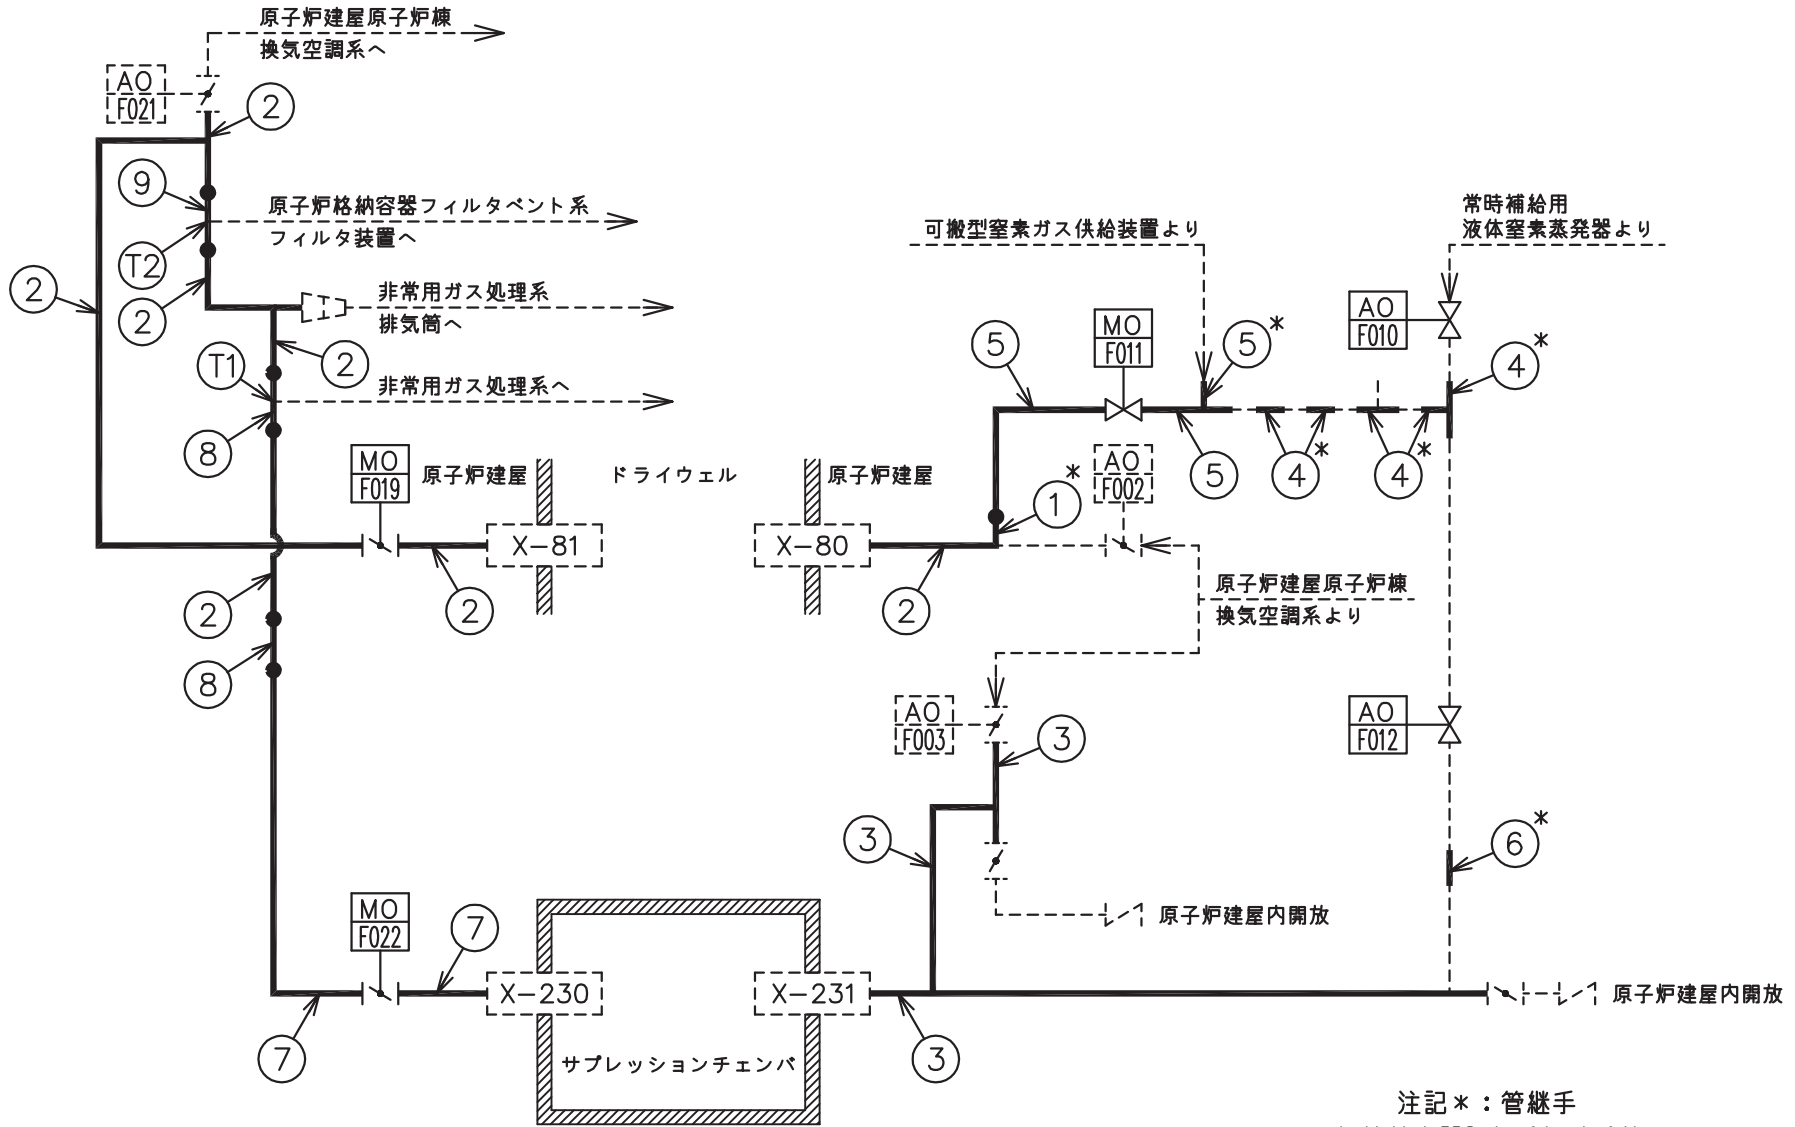 原子炉建屋原子炉棟
換気空調系へ
AO
F021
2
9
原子炉格納容器フィルタベント系
フィルタ装置へ
T2
2
2
非常用ガス処理系
排気筒へ
2
T1
非常用ガス処理系へ
8
MO
F019
原子炉建屋
ドライウェル
原子炉建屋
X-81
X-80
2
2
2
8
可搬型窒素ガス供給装置より
常時補給用
液体窒素蒸発器より
MO
F011
AO
F010
5
5*
4*
5
4*
4*
AO
F002
1*
原子炉建屋原子炉棟
換気空調系より
AO
F003
3
AO
F012
3
6*
原子炉建屋内開放
MO
F022
7
X-230
X-231
原子炉建屋内開放
7
サプレッションチェンバ
3
注記*:管継手